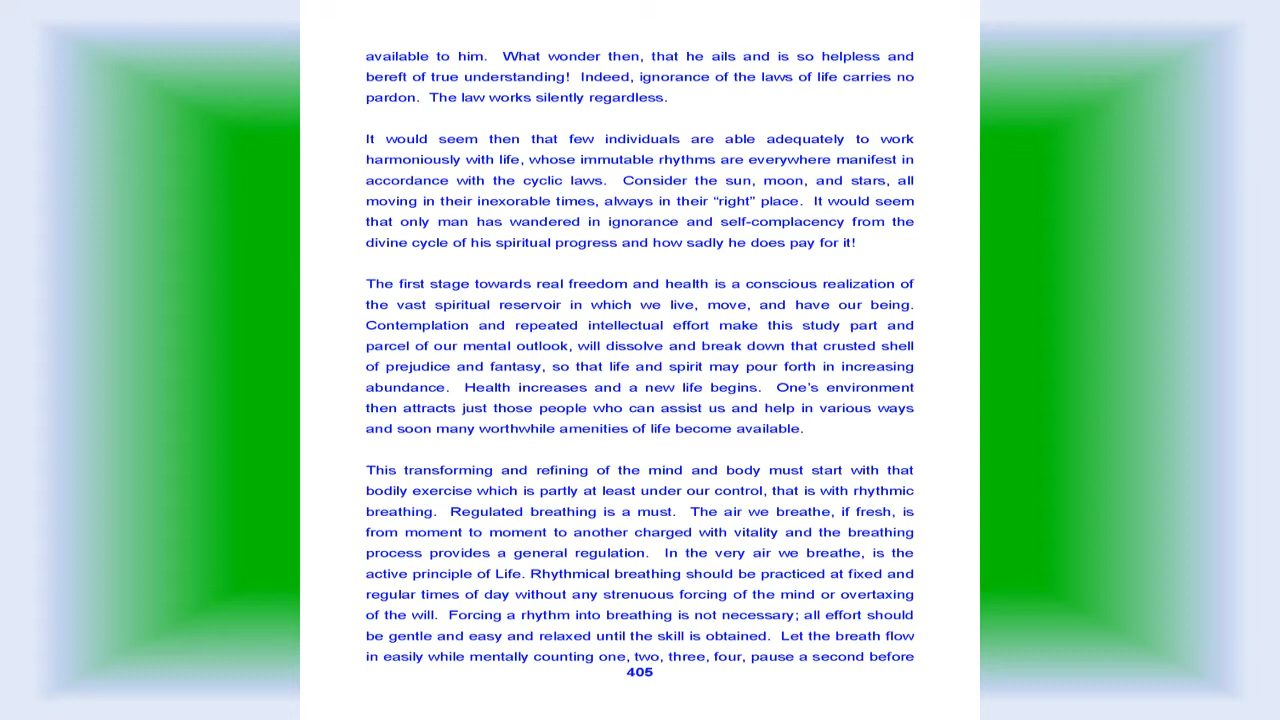 available to him.  What wonder then, that he ails and is so helpless and
bereft of true understanding!  Indeed, ignorance of the laws of life carries no
pardon.  The law works silently regardless.
It would seem then that few individuals are able adequately to work
harmoniously with life, whose immutable rhythms are everywhere manifest in
accordance with the cyclic laws.  Consider the sun, moon, and stars, all
moving in their inexorable times, always in their “right” place.  It would seem
that only man has wandered in ignorance and self-complacency from the
divine cycle of his spiritual progress and how sadly he does pay for it!
The first stage towards real freedom and health is a conscious realization of
the vast spiritual reservoir in which we live, move, and have our being.
Contemplation and repeated intellectual effort make this study part and
parcel of our mental outlook, will dissolve and break down that crusted shell
of prejudice and fantasy, so that life and spirit may pour forth in increasing
abundance.  Health increases and a new life begins.  One’s environment
then attracts just those people who can assist us and help in various ways
and soon many worthwhile amenities of life become available.
This transforming and refining of the mind and body must start with that
bodily exercise which is partly at least under our control, that is with rhythmic
breathing.  Regulated breathing is a must.  The air we breathe, if fresh, is
from moment to moment to another charged with vitality and the breathing
process provides a general regulation.  In the very air we breathe, is the
active principle of Life. Rhythmical breathing should be practiced at fixed and
regular times of day without any strenuous forcing of the mind or overtaxing
of the will.  Forcing a rhythm into breathing is not necessary; all effort should
be gentle and easy and relaxed until the skill is obtained.  Let the breath flow
in easily while mentally counting one, two, three, four, pause a second before
405